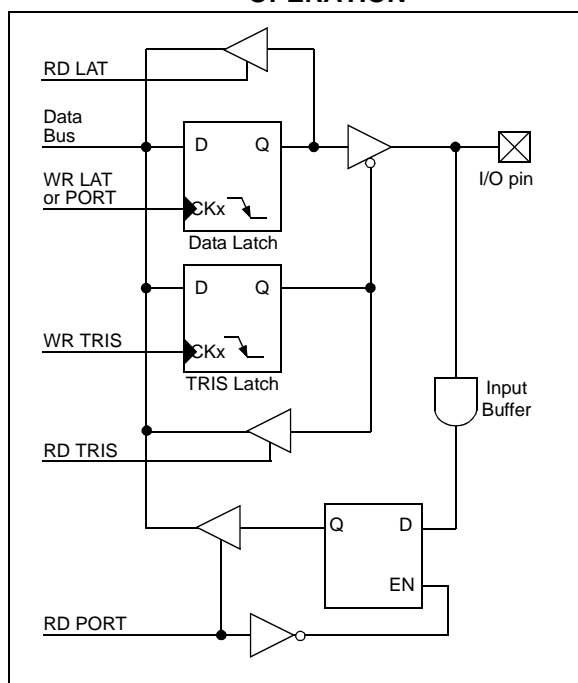 OPERATION
RD LAT
Data
Bus
D Q
WR LAT
or PORT
CKx
Data Latch
I/O pin
D Q
WR TRIS
CKx
TRIS Latch
Input
Buffer
RD TRIS
Q D
EN
RD PORT